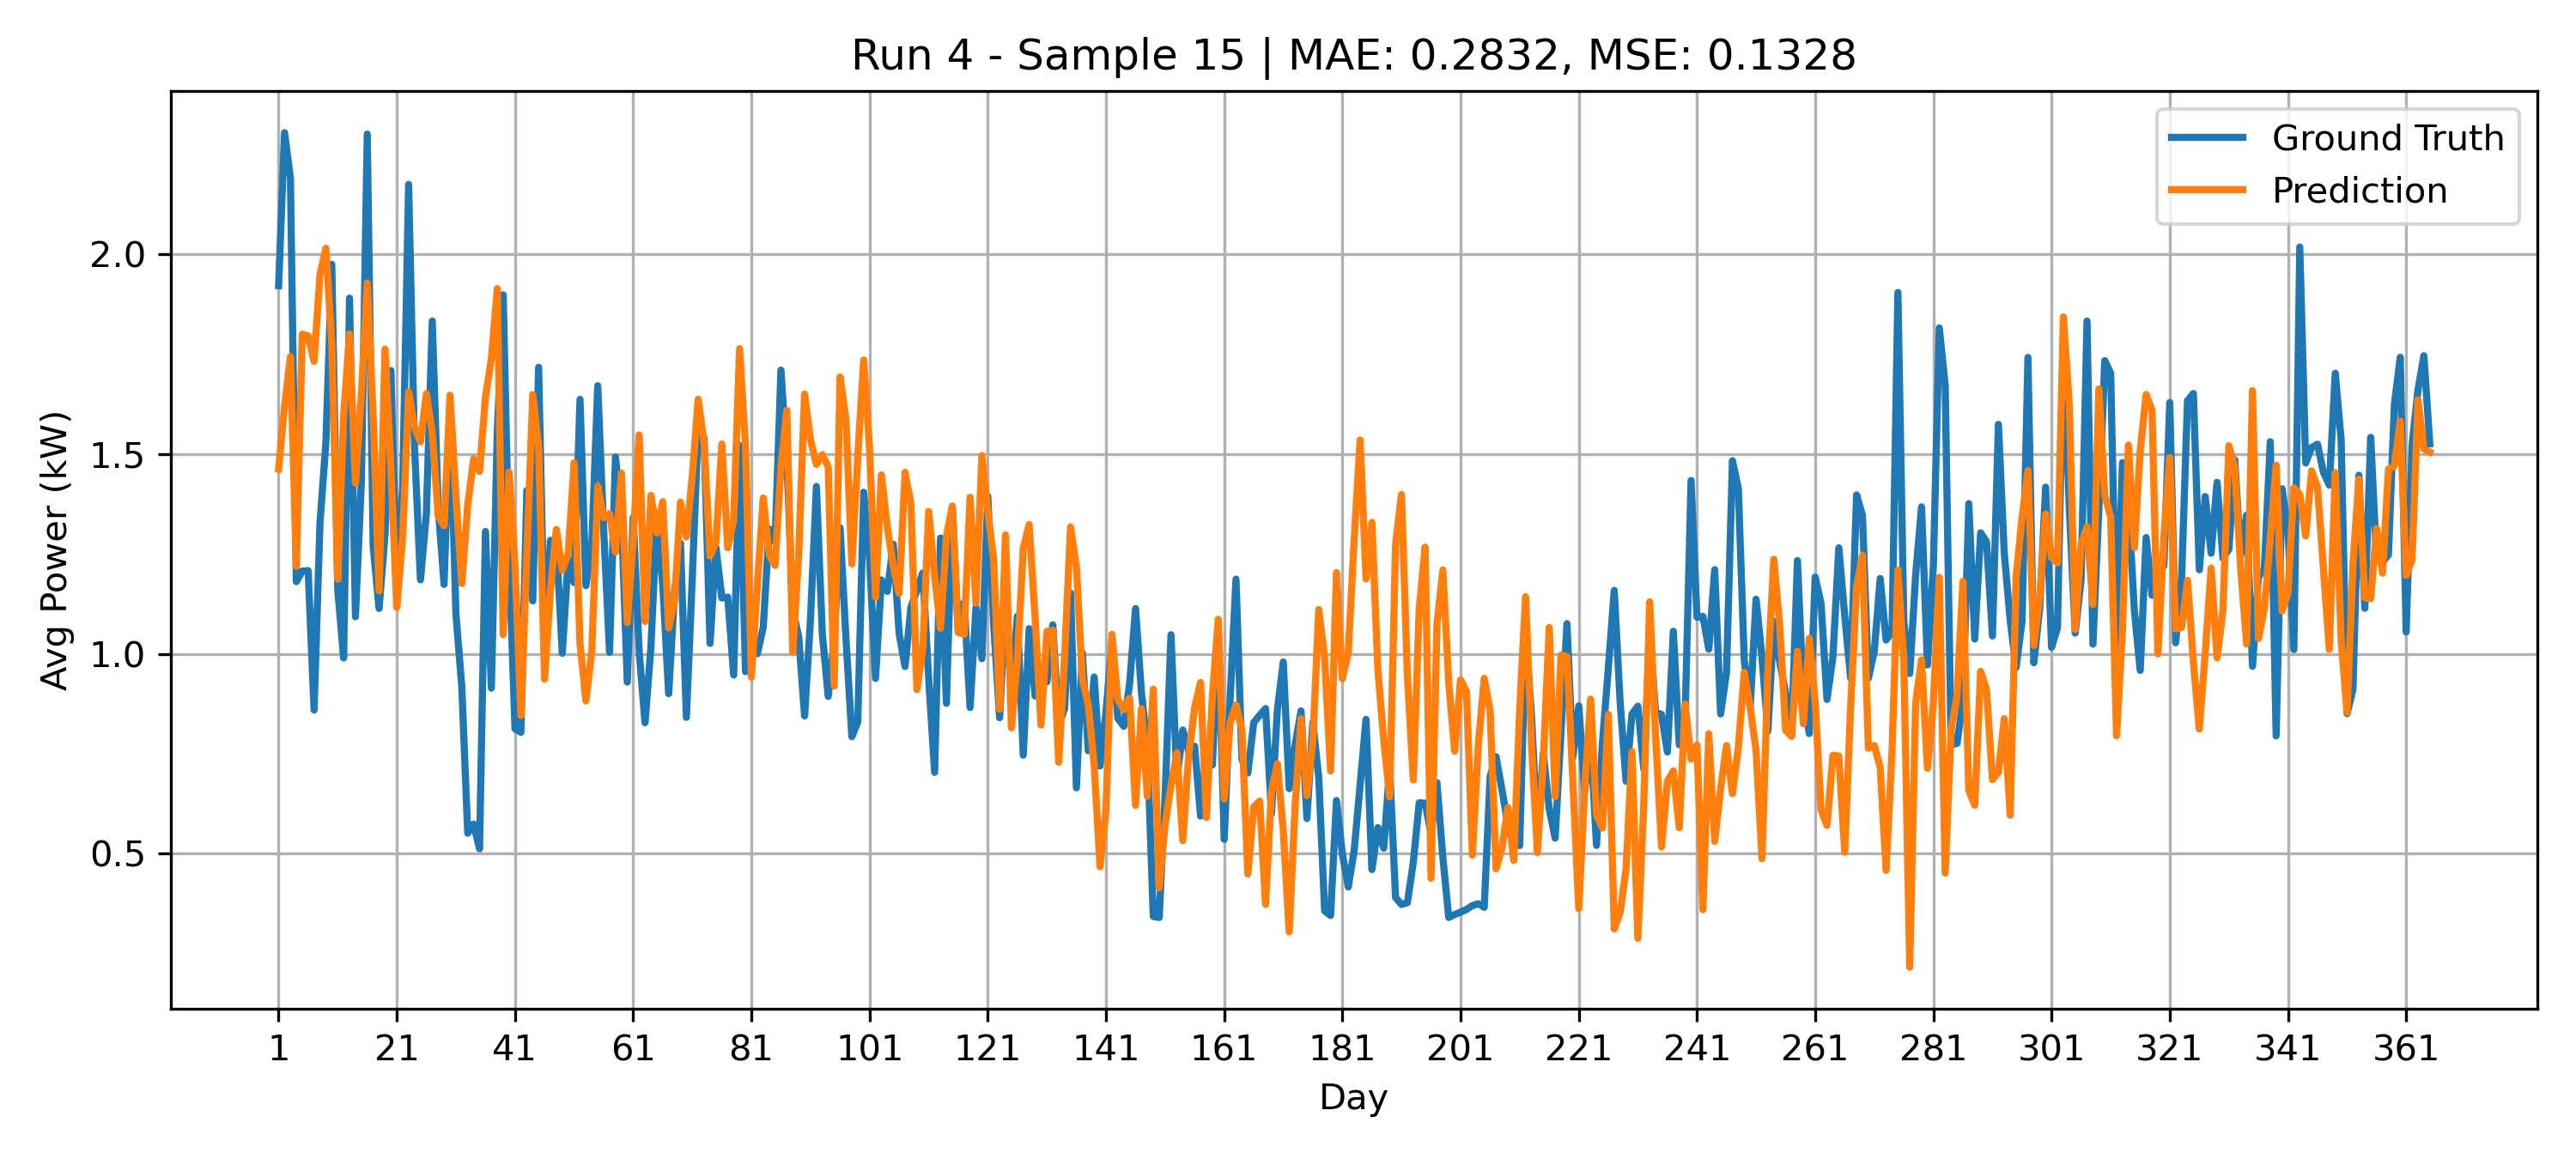 Run 4 - Sample 15 | MAE: 0.2832, MSE: 0.1328
Ground Truth
Prediction
Avg Power (kW)
2.0
1.5
1.0
0.5
1 21 41 61 81 101 121 141 161 181 201 221 241 261 281 301 321 341 361
Day